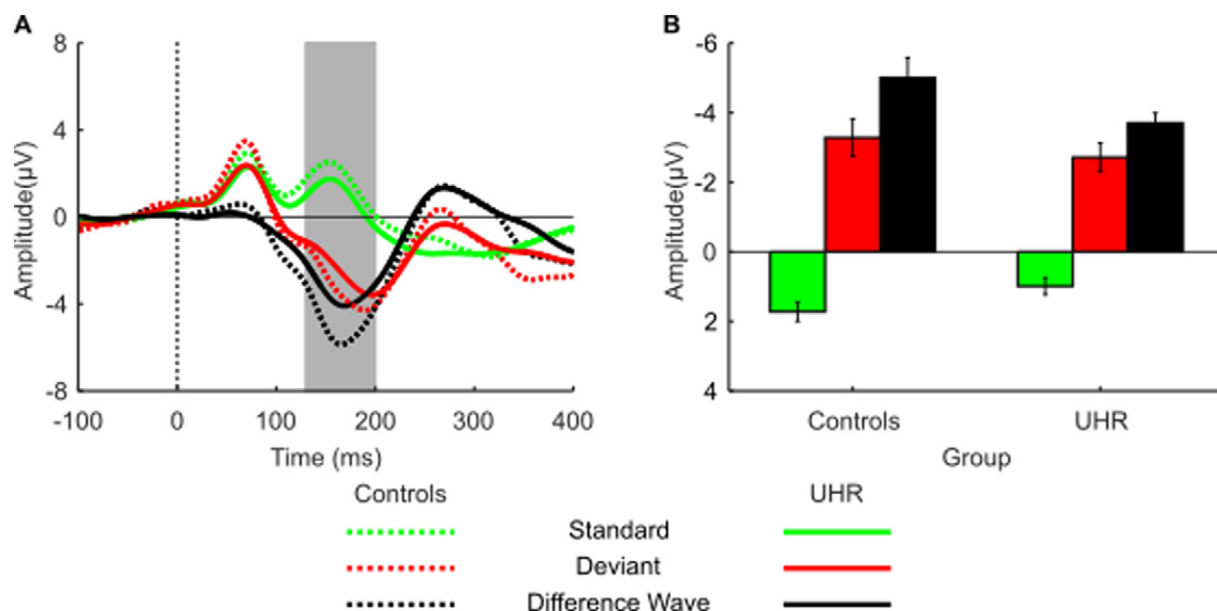 A
8
4
0
-4
-8
Amplitude(μV)
-100 0 100 200 300 400
Time (ms)
B
-6
-4
-2
0
2
4
Amplitude(μV)
Controls UHR
Group
Controls UHR
Standard
Deviant
Difference Wave